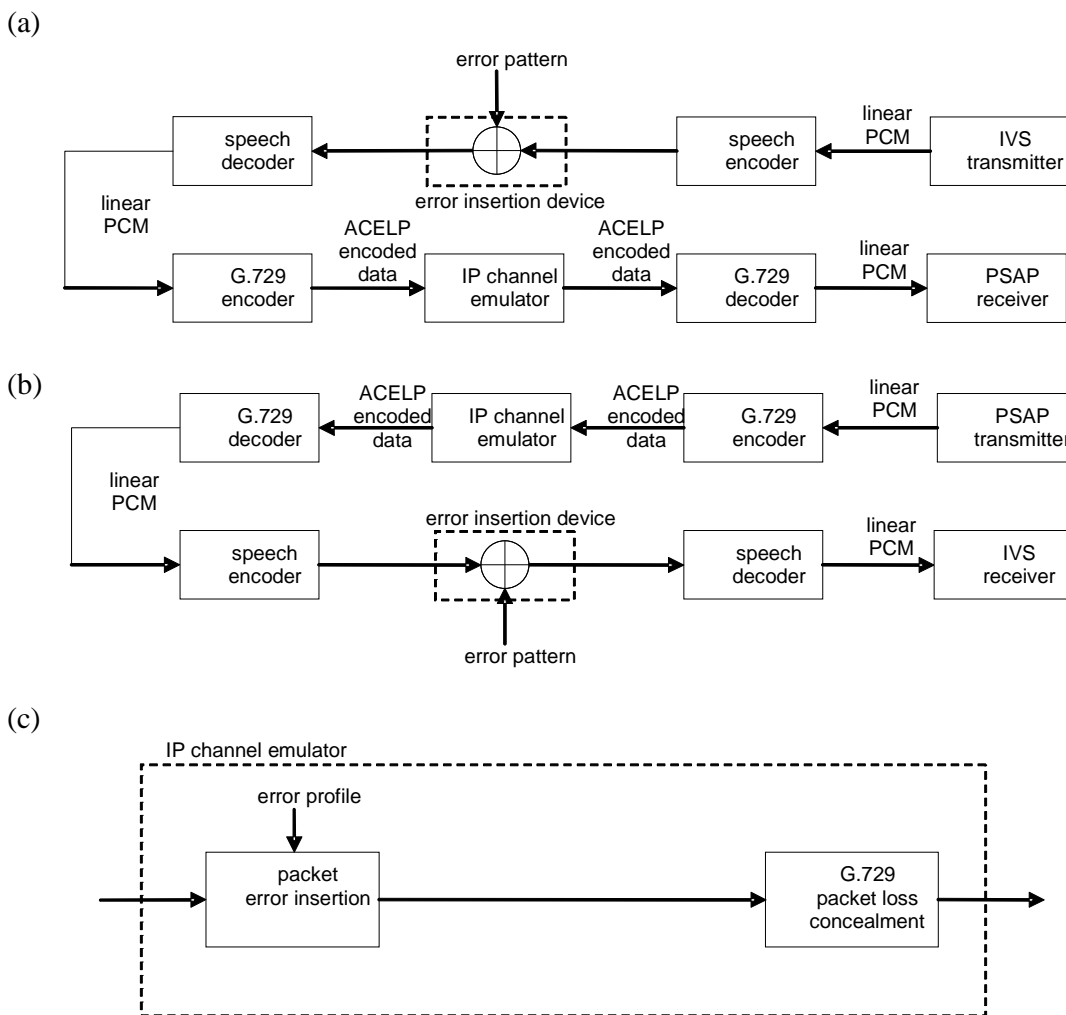 (a)
error pattern
speech
decoder
speech
encoder
linear
PCM
IVS
transmitter
error insertion device
linear
PCM
ACELP
encoded
data
ACELP
encoded
data
linear
PCM
G.729
encoder
IP channel
emulator
G.729
decoder
PSAP
receiver
(b)
G.729
decoder
ACELP
encoded
data
IP channel
emulator
ACELP
encoded
data
G.729
encoder
linear
PCM
PSAP
transmitter
linear
PCM
error insertion device
speech
encoder
speech
decoder
linear
PCM
IVS
receiver
error pattern
(c)
IP channel emulator
error profile
packet
error insertion
G.729
packet loss
concealment